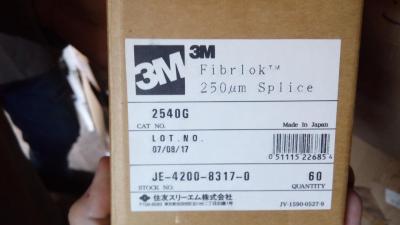 3M
3M
Fibrlok™
250μm Splice
2540G
CAT NO.
Made In Japan
LOT.NO.
07/08/17
0 51115 22685 4
JE-4200-8317-0
60
STOCK NO.
QUANTITY
住友スリーエム株式会社
JV-1590-0527-9